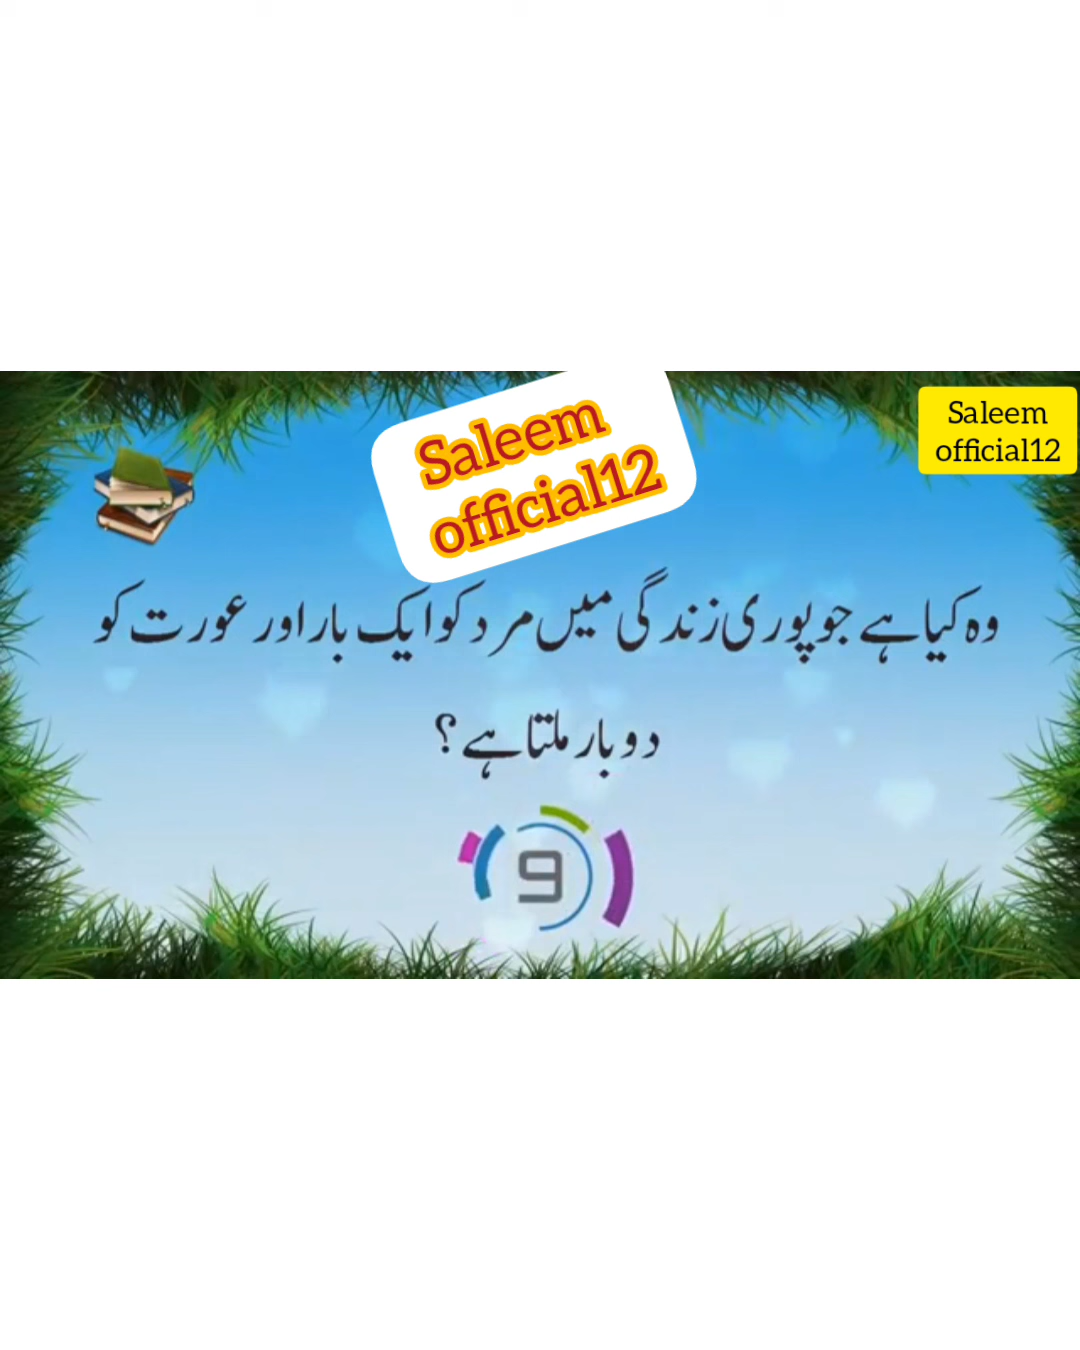 Saleem
official12
Saleem
official12
وہ کیا ہے جو پوری زندگی میں مرد کو ایک بار اور عورت کو
دو بار ملتا ہے؟
9